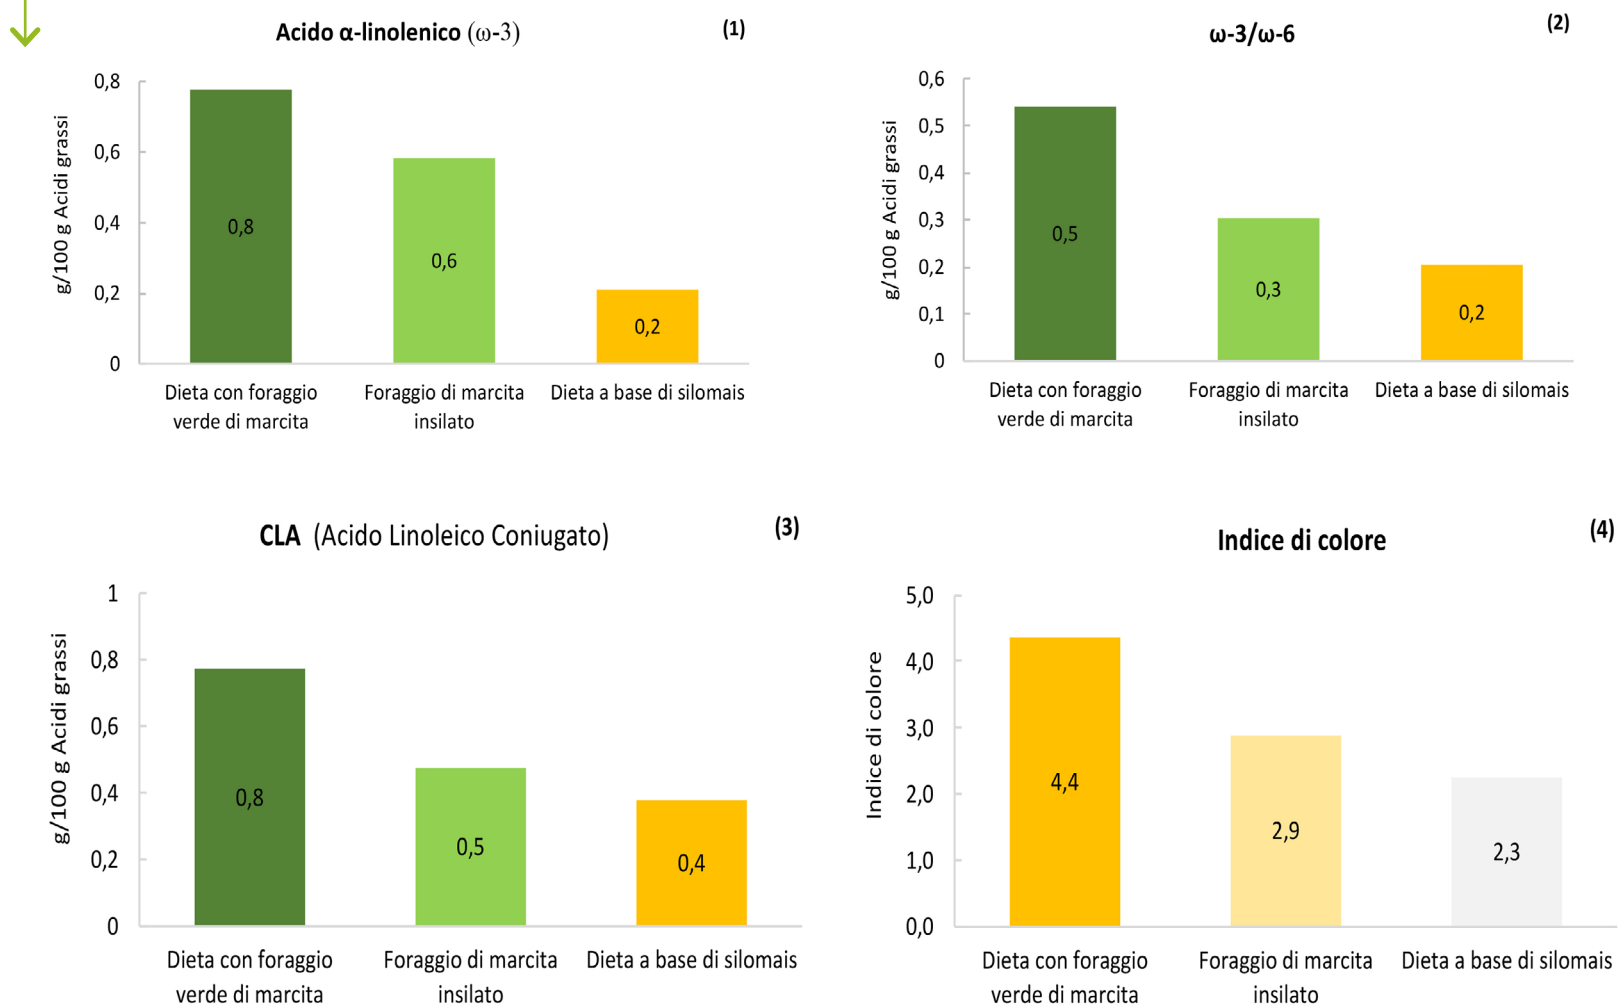 Acido α-linolenico (ω-3)
(1)
g/100 g Acidi grassi
0,8
0,6
0,4
0,2
0
0,8
0,6
0,2
Dieta con foraggio
verde di marcita
Foraggio di marcita
insilato
Dieta a base di silomais
ω-3/ω-6
(2)
g/100 g Acidi grassi
0,6
0,5
0,4
0,3
0,2
0,1
0
0,5
0,3
0,2
Dieta con foraggio
verde di marcita
Foraggio di marcita
insilato
Dieta a base di silomais
CLA (Acido Linoleico Coniugato)
(3)
g/100 g Acidi grassi
1
0,8
0,6
0,4
0,2
0
0,8
0,5
0,4
Dieta con foraggio
verde di marcita
Foraggio di marcita
insilato
Dieta a base di silomais
Indice di colore
(4)
Indice di colore
5,0
4,0
3,0
2,0
1,0
0,0
4,4
2,9
2,3
Dieta con foraggio
verde di marcita
Foraggio di marcita
insilato
Dieta a base di silomais